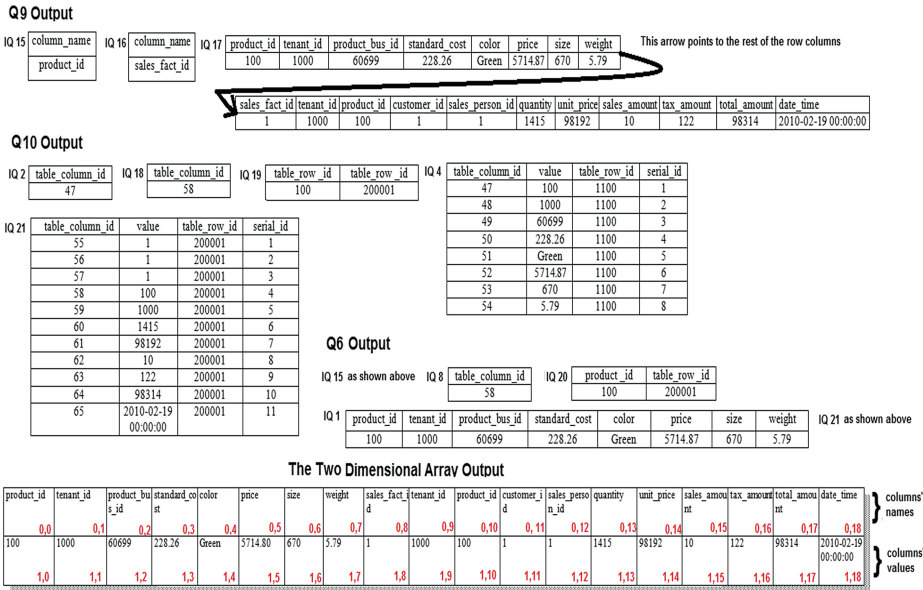 Q9 Output
IQ 15 column_name IQ 16 column_name IQ 17 product_id tenant_id product_bus_id standard_cost color price size weight This arrow points to the rest of the row columns
product_id sales_fact_id 100 1000 60699 228.26 Green 5714.87 670 5.79
sales_fact_id tenant_id product_id customer_id sales_person_id quantity unit_price sales_amount tax_amount total_amount date_time
1 1000 100 1 1 1415 98192 10 122 98314 2010-02-19 00:00:00
Q10 Output
IQ 2 table_column_id IQ 18 table_column_id IQ 19 table_row_id table_row_id IQ 4 table_column_id value table_row_id serial_id
47 58 100 200001 47 100 1100 1
48 1000 1100 2
49 60699 1100 3
50 228.26 1100 4
51 Green 1100 5
52 5714.87 1100 6
53 670 1100 7
54 5.79 1100 8
IQ 21 table_column_id value table_row_id serial_id
55 1 200001 1
56 1 200001 2
57 1 200001 3
58 100 200001 4
59 1000 200001 5
60 1415 200001 6
61 98192 200001 7
62 10 200001 8
63 122 200001 9
64 98314 200001 10
65 2010-02-19 200001 11
00:00:00
Q6 Output
IQ 15 as shown above IQ 8 table_column_id IQ 20 product_id table_row_id
58 100 200001
IQ 1 product_id tenant_id product_bus_id standard_cost color price size weight IQ 21 as shown above
100 1000 60699 228.26 Green 5714.87 670 5.79
The Two Dimensional Array Output
product_id tenant_id product_bu standard_co color price size weight sales_fact_i tenant_id product_id customer_i sales_perso quantity unit_price sales_amou tax_amount total_amou date_time columns'
s_id st d d n_id nt nt names
0,0 0,1 0,2 0.3 0,4 0,5 0,6 0,7 0,8 0,9 0,10 0, 11 0,12 0,13 0,14 0,15 0,16 0,17 0,18
100 1000 60699 228.26 Green 5714.80 670 5.79 1 1000 100 1 1 1415 98192 10 122 98314 2010-02-19 columns'
00:00:00 values
1,0 1,1 1,2 1,3 1,4 1,5 1,6 1,7 1,8 1,9 1,10 1,11 1,12 1,13 1,14 1,15 1,16 1,17 1,18